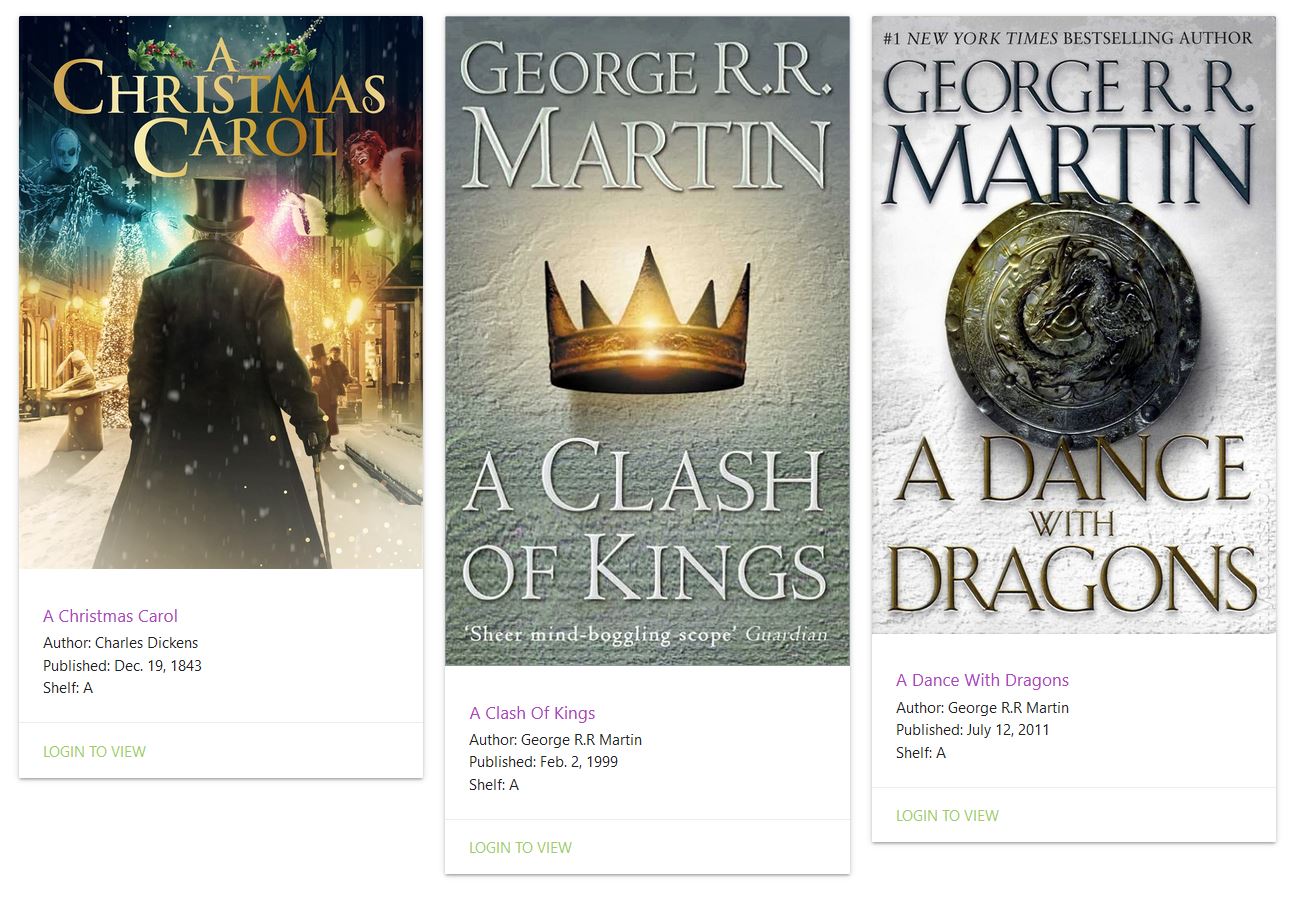 A
CHRISTMAS
CAROL
A Christmas Carol
Author: Charles Dickens
Published: Dec. 19, 1843
Shelf: A
LOGIN TO VIEW
GEORGE R.R.
MARTIN
A CLASH
OF KINGS
'Sheer mind-boggling scope' Guardian
A Clash Of Kings
Author: George R.R Martin
Published: Feb. 2, 1999
Shelf: A
LOGIN TO VIEW
#1 NEW YORK TIMES BESTSELLING AUTHOR
GEORGE R. R.
MARTIN
A DANCE
WITH
DRAGONS
A Dance With Dragons
Author: George R.R Martin
Published: July 12, 2011
Shelf: A
LOGIN TO VIEW